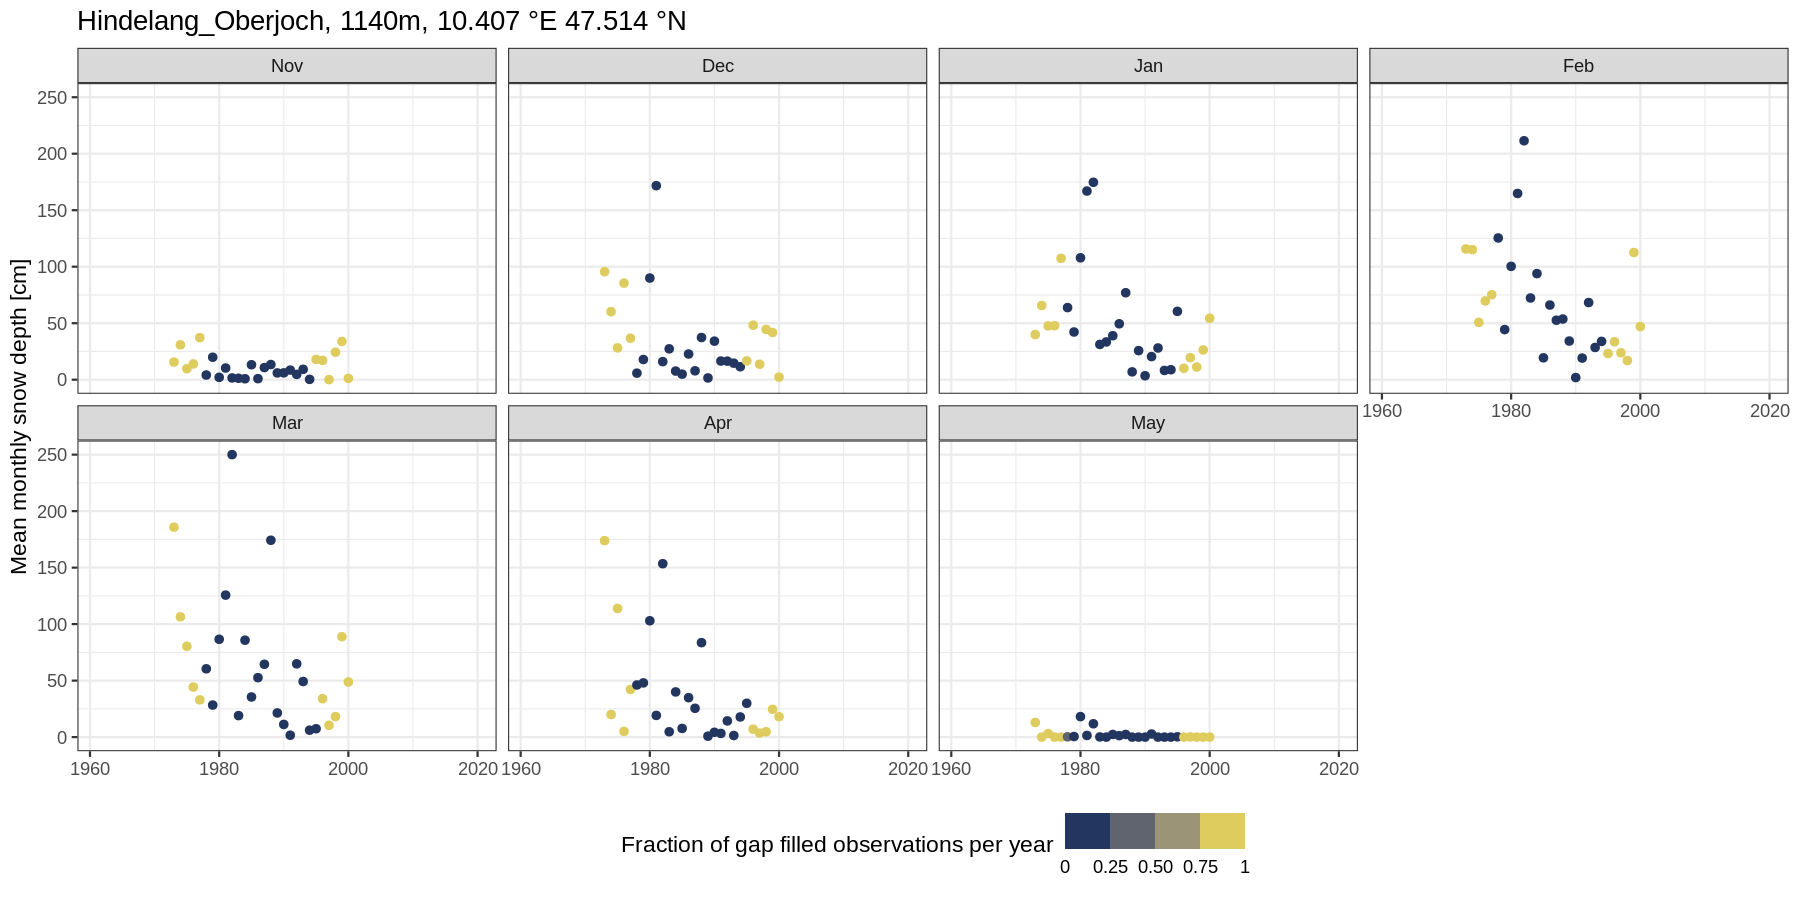 Hindelang_Oberjoch, 1140m, 10.407 °E 47.514 °N
Nov Dec Jan Feb
250
200
150
100
50
0
1960 1980 2000 2020
Mar Apr May
250
200
150
100
50
0
1960 1980 2000 2020 1960 1980 2000 2020 1960 1980 2000 2020
Mean monthly snow depth [cm]
Fraction of gap filled observations per year
0 0.25 0.50 0.75 1